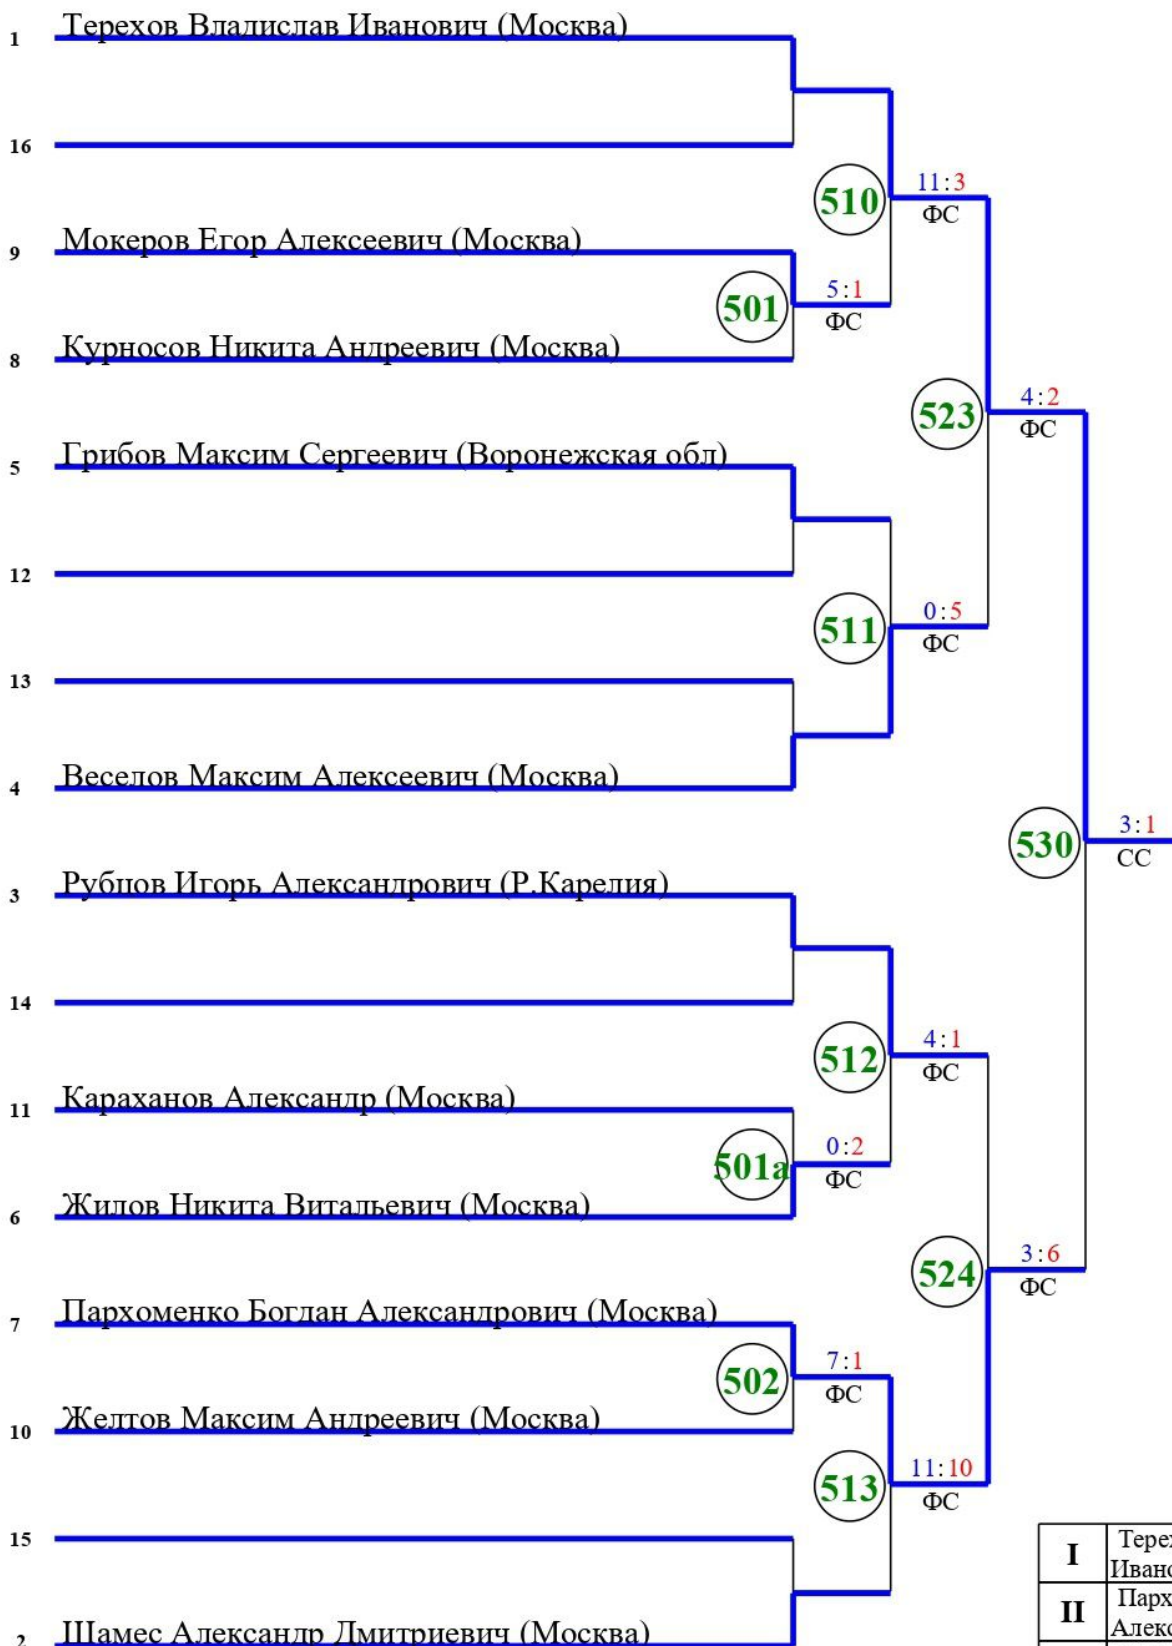 1 Терехов Владислав Иванович (Москва)
16
510 11:3
ФС
9 Мокеров Егор Алексеевич (Москва)
501 5:1
ФС
8 Курносов Никита Андреевич (Москва)
523 4:2
ФС
5 Грибов Максим Сергеевич (Воронежская обл)
12
511 0:5
ФС
13
4 Веселов Максим Алексеевич (Москва)
530 3:1
СС
3 Рубцов Игорь Александрович (Р.Карелия)
14
512 4:1
ФС
11 Караханов Александр (Москва)
501а 0:2
ФС
6 Жилов Никита Витальевич (Москва)
524 3:6
ФС
7 Пархоменко Богдан Александрович (Москва)
502 7:1
ФС
10 Желтов Максим Андреевич (Москва)
513 11:10
ФС
15
2 Шамес Александр Дмитриевич (Москва)
I
II